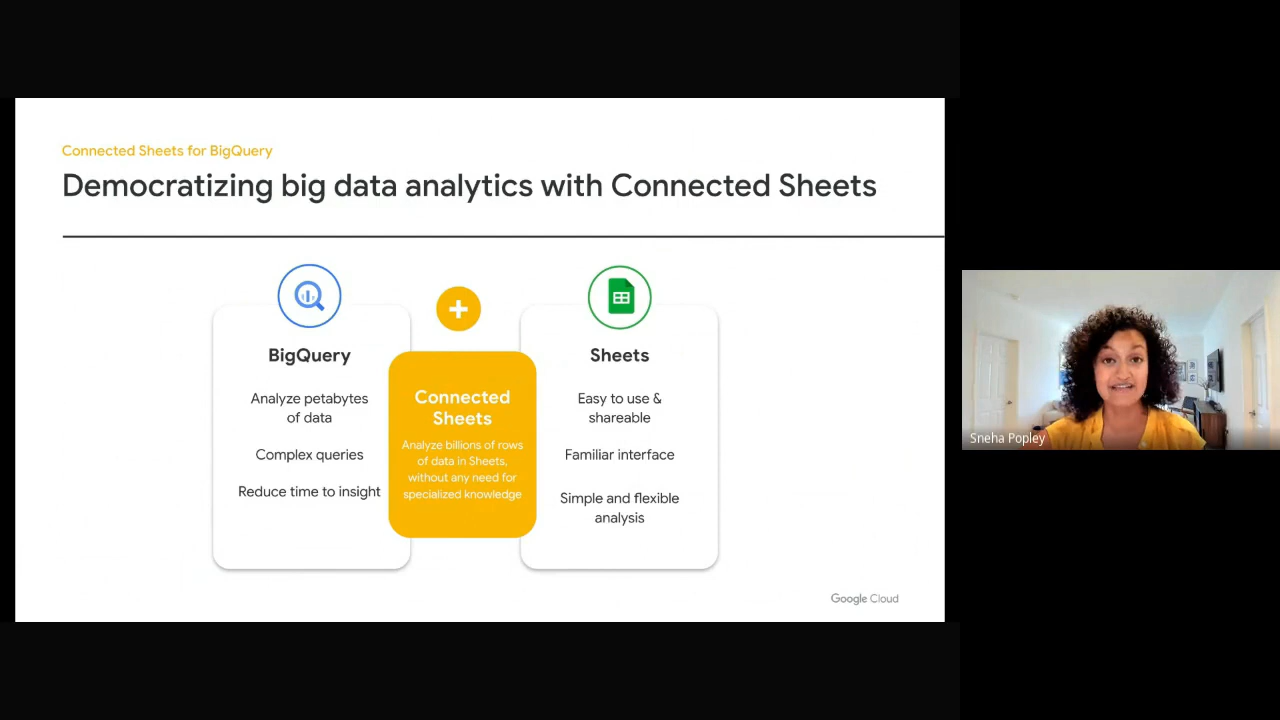 Connected Sheets for BigQuery
Democratizing big data analytics with Connected Sheets
BigQuery
Analyze petabytes
of data
Complex queries
Reduce time to insight
Connected
Sheets
Analyze billions of rows
of data in Sheets,
without any need for
specialized knowledge
Sheets
Easy to use &
shareable
Familiar interface
Simple and flexible
analysis
Google Cloud
Sneha Popley